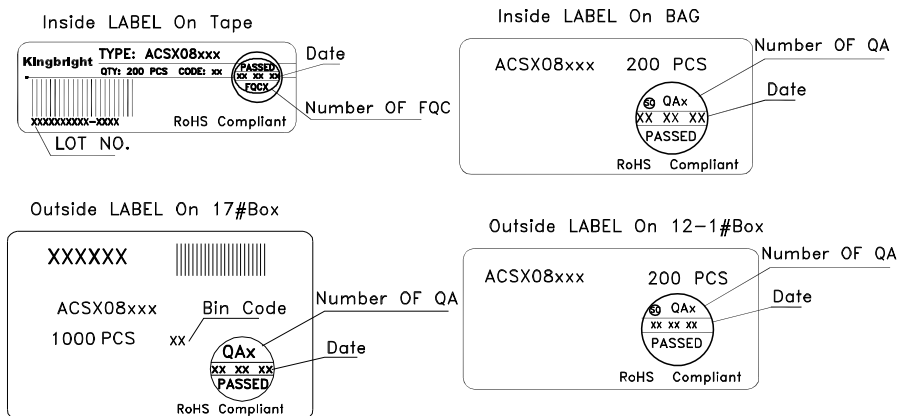 Inside LABEL On Tape
Kingbright
TYPE: ACSX08xxx
QTY: 200 PCS CODE: xx
PASSED
xx xx xx
FQCX
Date
Number OF FQC
XXXXXXXXXX-XXXX
RoHS Compliant
LOT NO.
Inside LABEL On BAG
ACSX08xxx 200 PCS
Number OF QA
Date
SQ QAx
XX XX XX
PASSED
RoHS Compliant
Outside LABEL On 17#Box
XXXXXX
ACSX08xxx
Bin Code
1000 PCS
xx
Number OF QA
Date
QAx
xx xx xx
PASSED
RoHS Compliant
Outside LABEL On 12-1#Box
ACSX08xxx 200 PCS
Number OF QA
Date
SQ QAx
xx xx xx
PASSED
RoHS Compliant